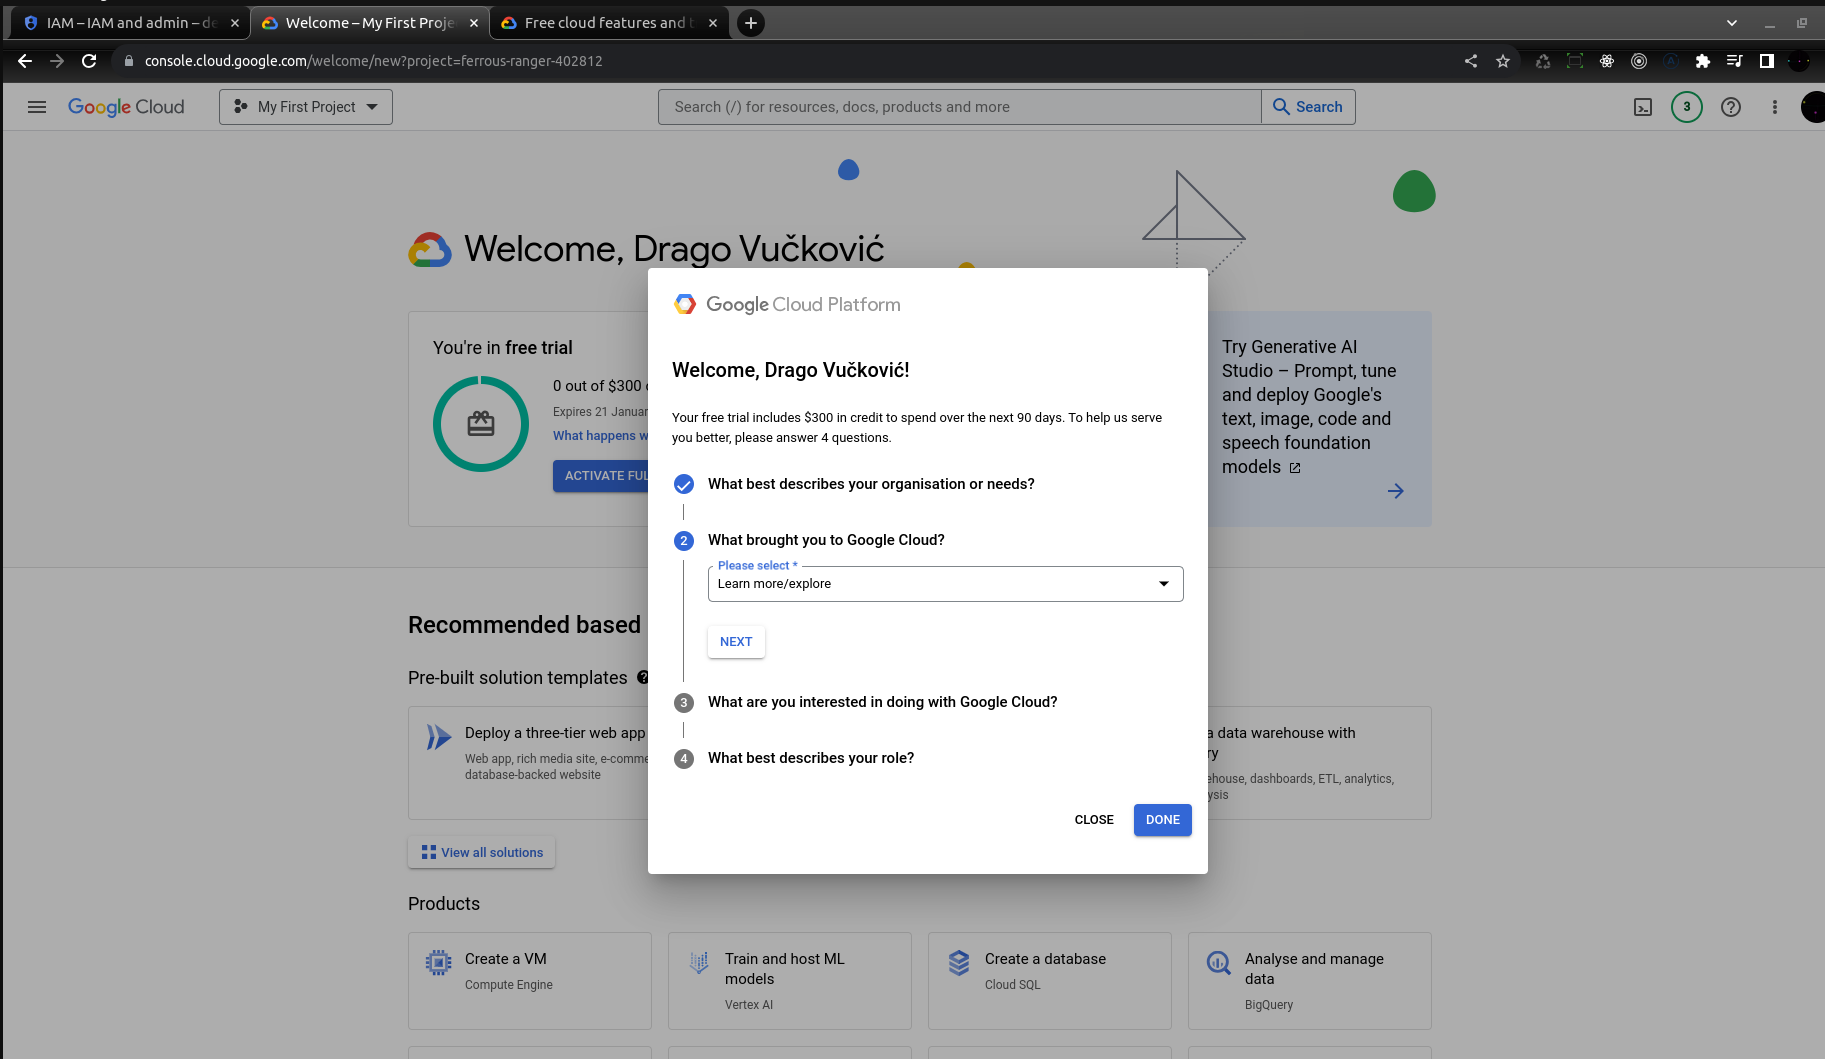 IAM – IAM and admin – de
Welcome – My First Proje
Free cloud features and t
console.cloud.google.com/welcome/new?project=ferrous-ranger-402812
Google Cloud
My First Project
Search (/) for resources, docs, products and more
Search
3
Welcome, Drago Vučković
You're in free trial
0 out of $300
Expires 21 Januar
What happens w
ACTIVATE FUL
Try Generative AI
Studio – Prompt, tune
and deploy Google's
text, image, code and
speech foundation
models
Google Cloud Platform
Welcome, Drago Vučković!
Your free trial includes $300 in credit to spend over the next 90 days. To help us serve
you better, please answer 4 questions.
What best describes your organisation or needs?
2 What brought you to Google Cloud?
Please select *
Learn more/explore
NEXT
3 What are you interested in doing with Google Cloud?
4 What best describes your role?
CLOSE
DONE
Recommended based
Pre-built solution templates
Deploy a three-tier web app
Web app, rich media site, e-comme
database-backed website
a data warehouse with
ry
ehouse, dashboards, ETL, analytics,
ysis
View all solutions
Products
Create a VM
Compute Engine
Train and host ML
models
Vertex AI
Create a database
Cloud SQL
Analyse and manage
data
BigQuery